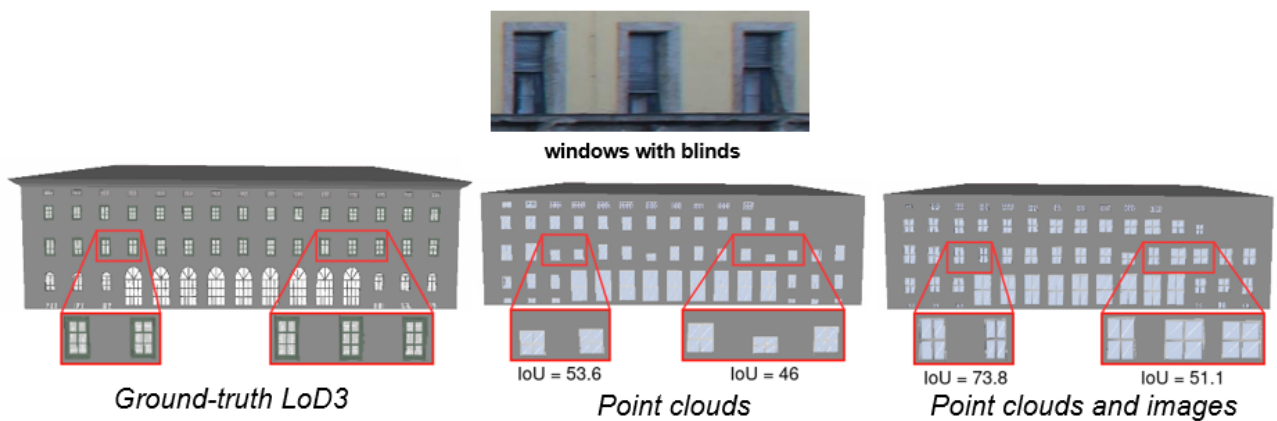 windows with blinds
IoU = 53.6
IoU = 46
IoU = 73.8
IoU = 51.1
Ground-truth LoD3
Point clouds
Point clouds and images